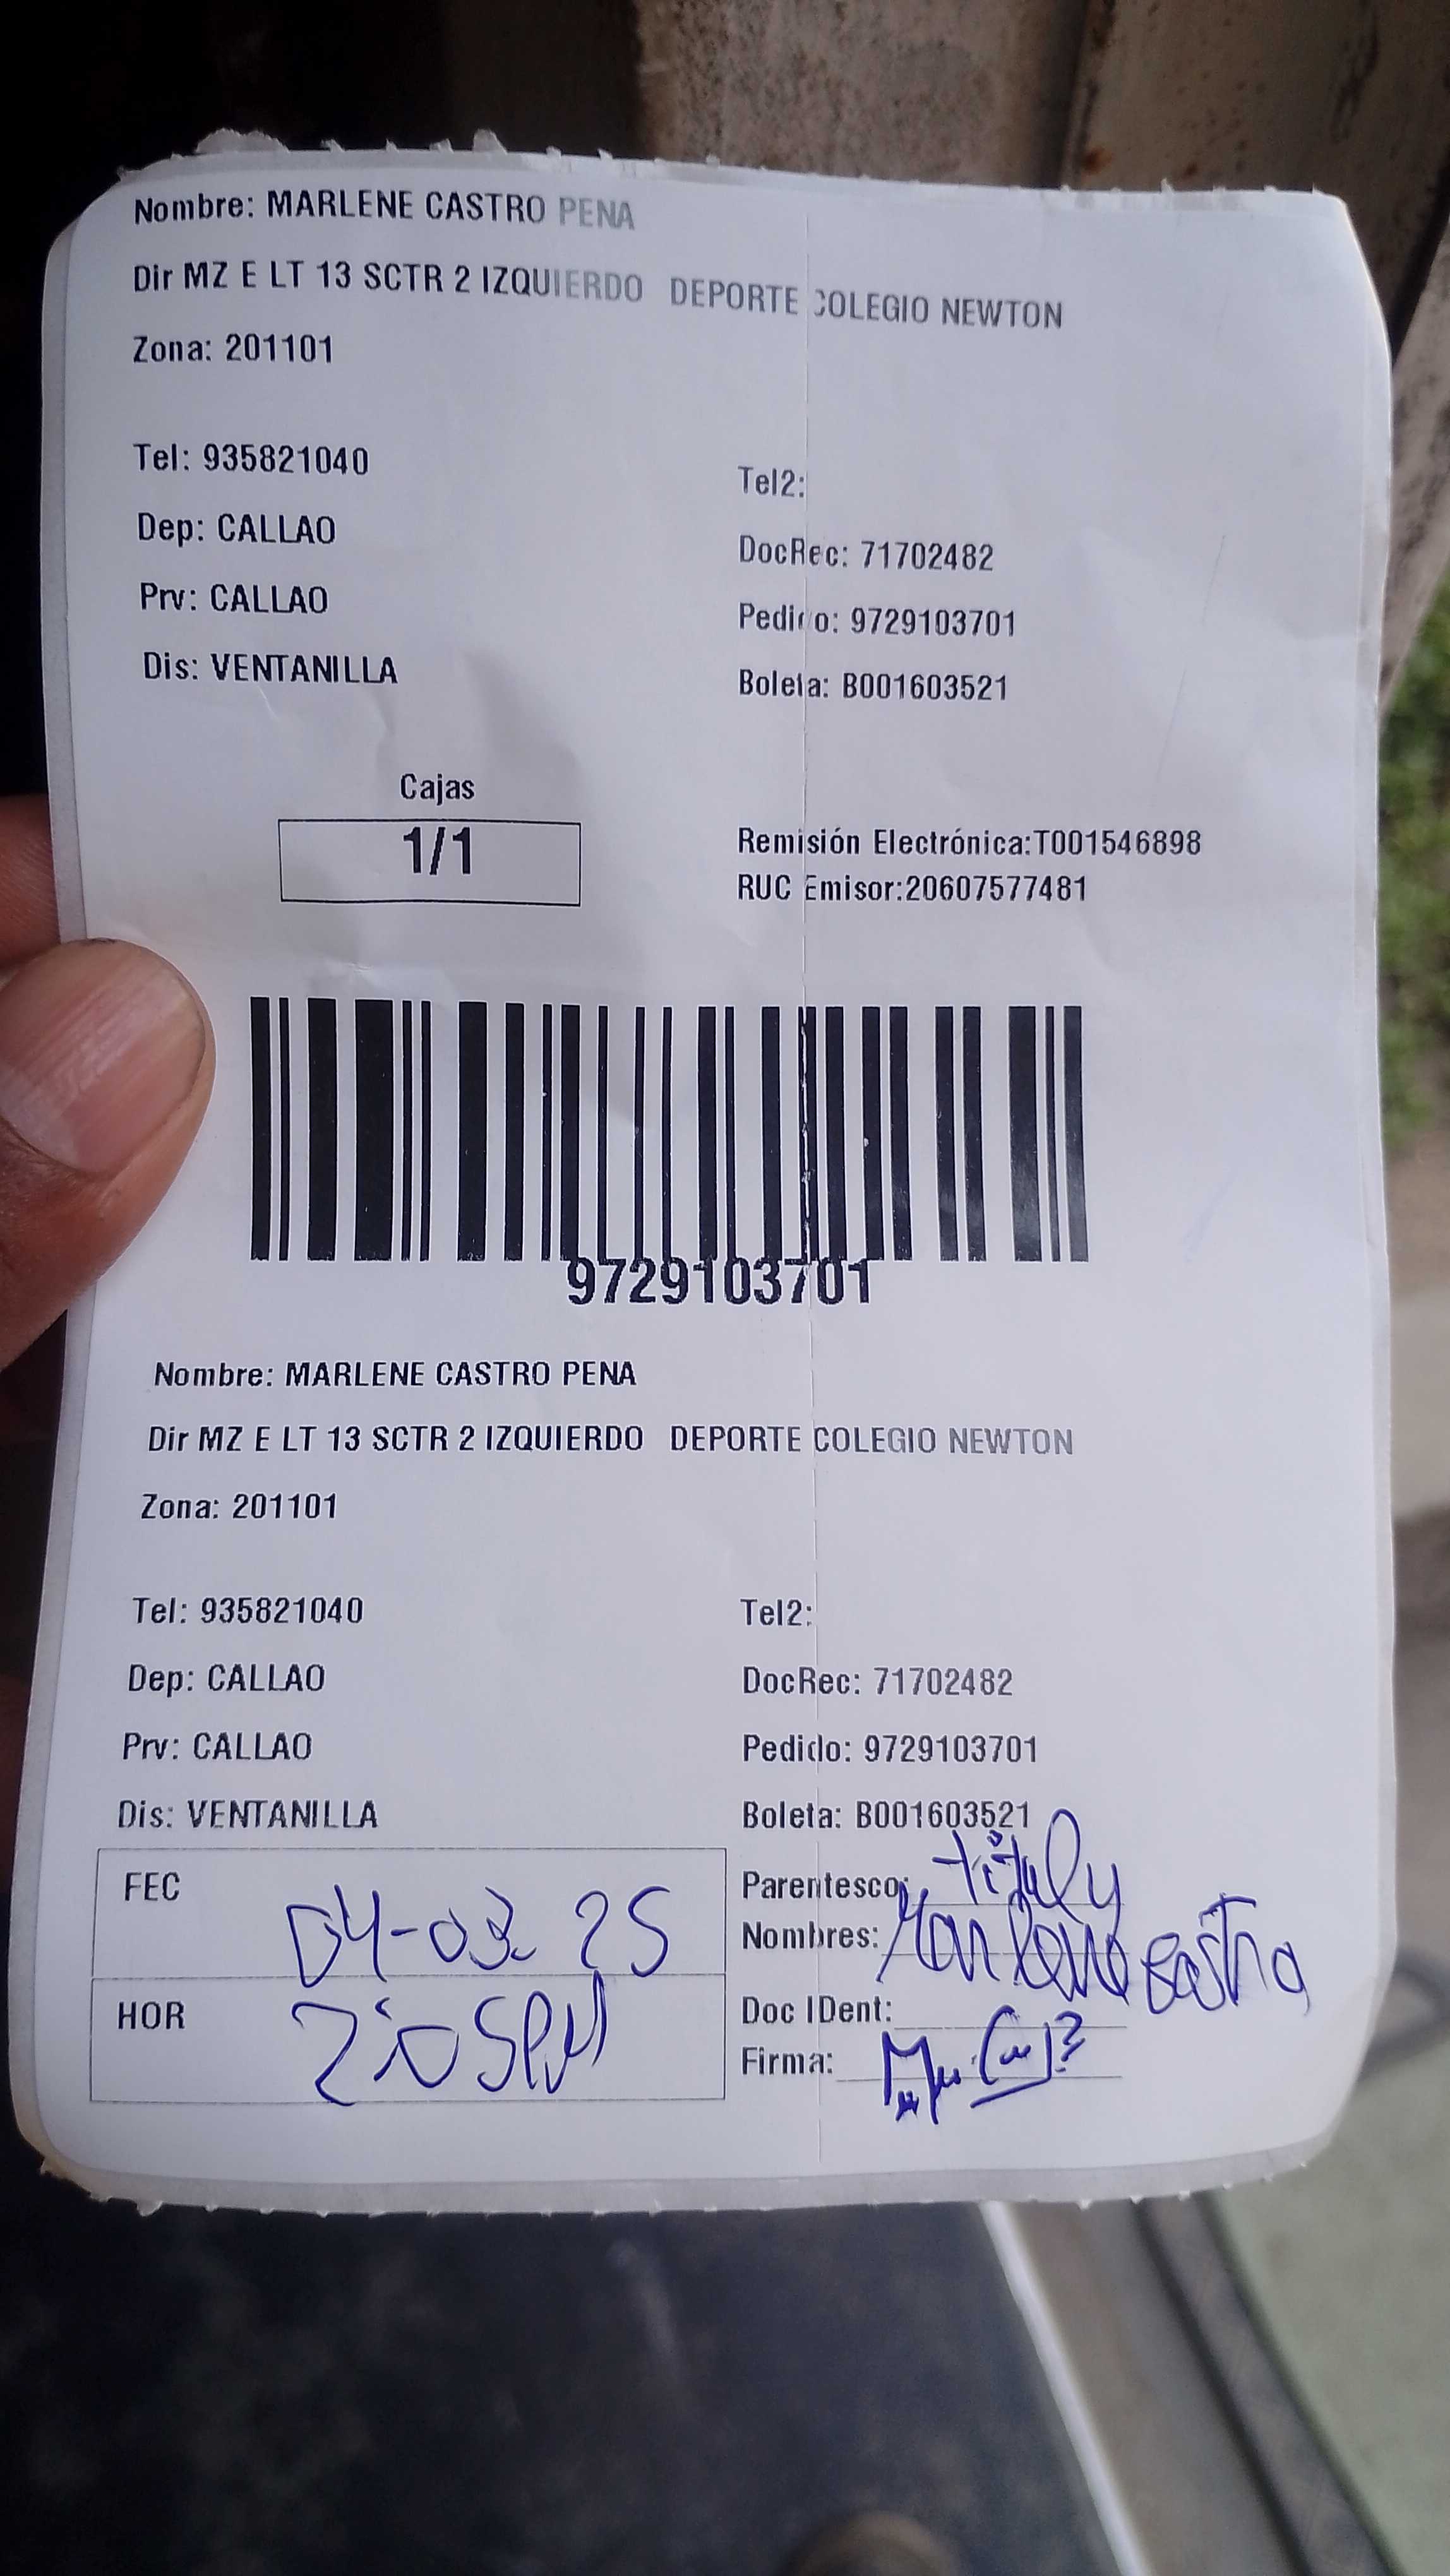 Nombre: MARLENE CASTRO PENA
Dir MZ E LT 13 SCTR 2 IZQUIERDO DEPORTE COLEGIO NEWTON
Zona: 201101
Tel: 935821040 Tel2:
Dep: CALLAO DocRec: 71702482
Prv: CALLAO Pedido: 9729103701
Dis: VENTANILLA Boleta: B001603521
Cajas
1/1
Remisión Electrónica:T001546898
RUC Emisor:20607577481
9729103701
Nombre: MARLENE CASTRO PENA
Dir MZ E LT 13 SCTR 2 IZQUIERDO DEPORTE COLEGIO NEWTON
Zona: 201101
Tel: 935821040 Tel2:
Dep: CALLAO DocRec: 71702482
Prv: CALLAO Pedido: 9729103701
Dis: VENTANILLA Boleta: B001603521
FEC 04-03 25
HOR 2:05PM
Parentesco:
Nombres: Marlene Castro
Doc IDent:
Firma: